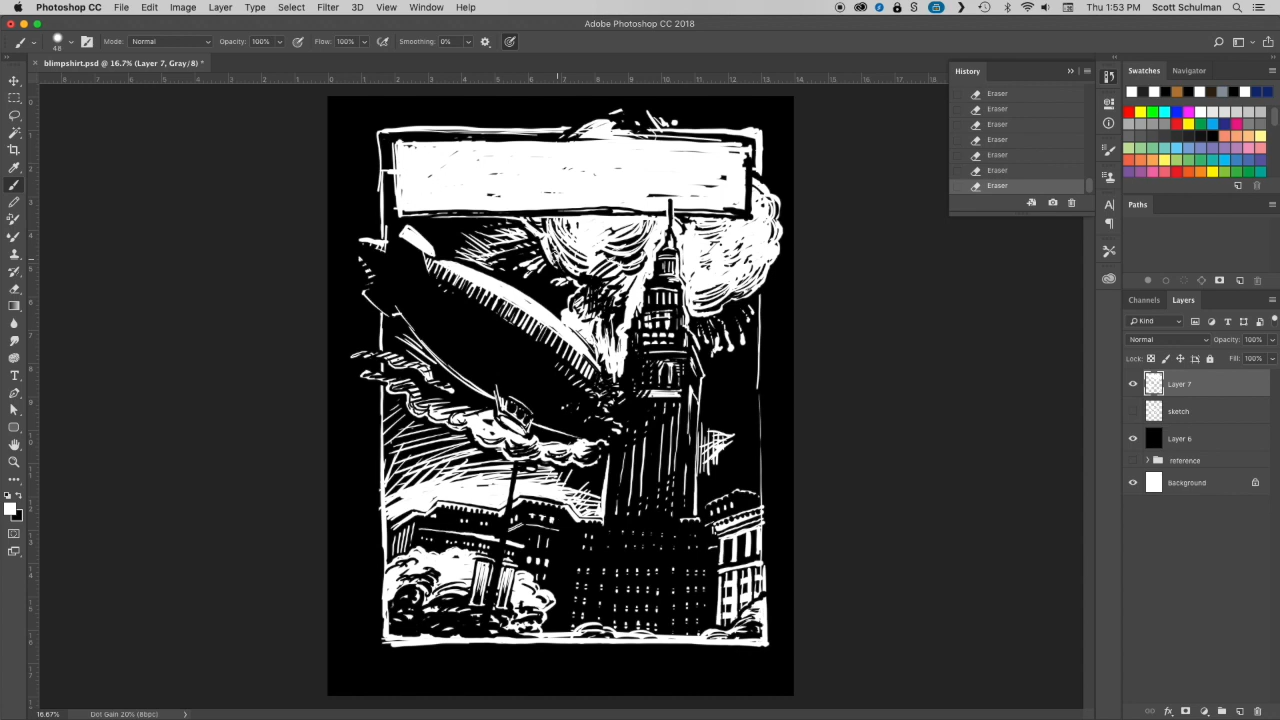 Photoshop CC File Edit Image Layer Type Select Filter 3D View Window Help Thu 1:53 PM Scott Schulman
Adobe Photoshop CC 2018
48 Mode: Normal Opacity: 100% Flow: 100% Smoothing: 0%
blimpshirt.psd @ 16.7% (Layer 7, Gray/8) *
History
Eraser
Eraser
Eraser
Eraser
Eraser
Eraser
Eraser
Swatches Navigator
Paths
Channels Layers
Kind
Normal Opacity: 100%
Lock: Fill: 100%
Layer 7
sketch
Layer 6
reference
Background
16.67% Dot Gain 20% (8bpc)